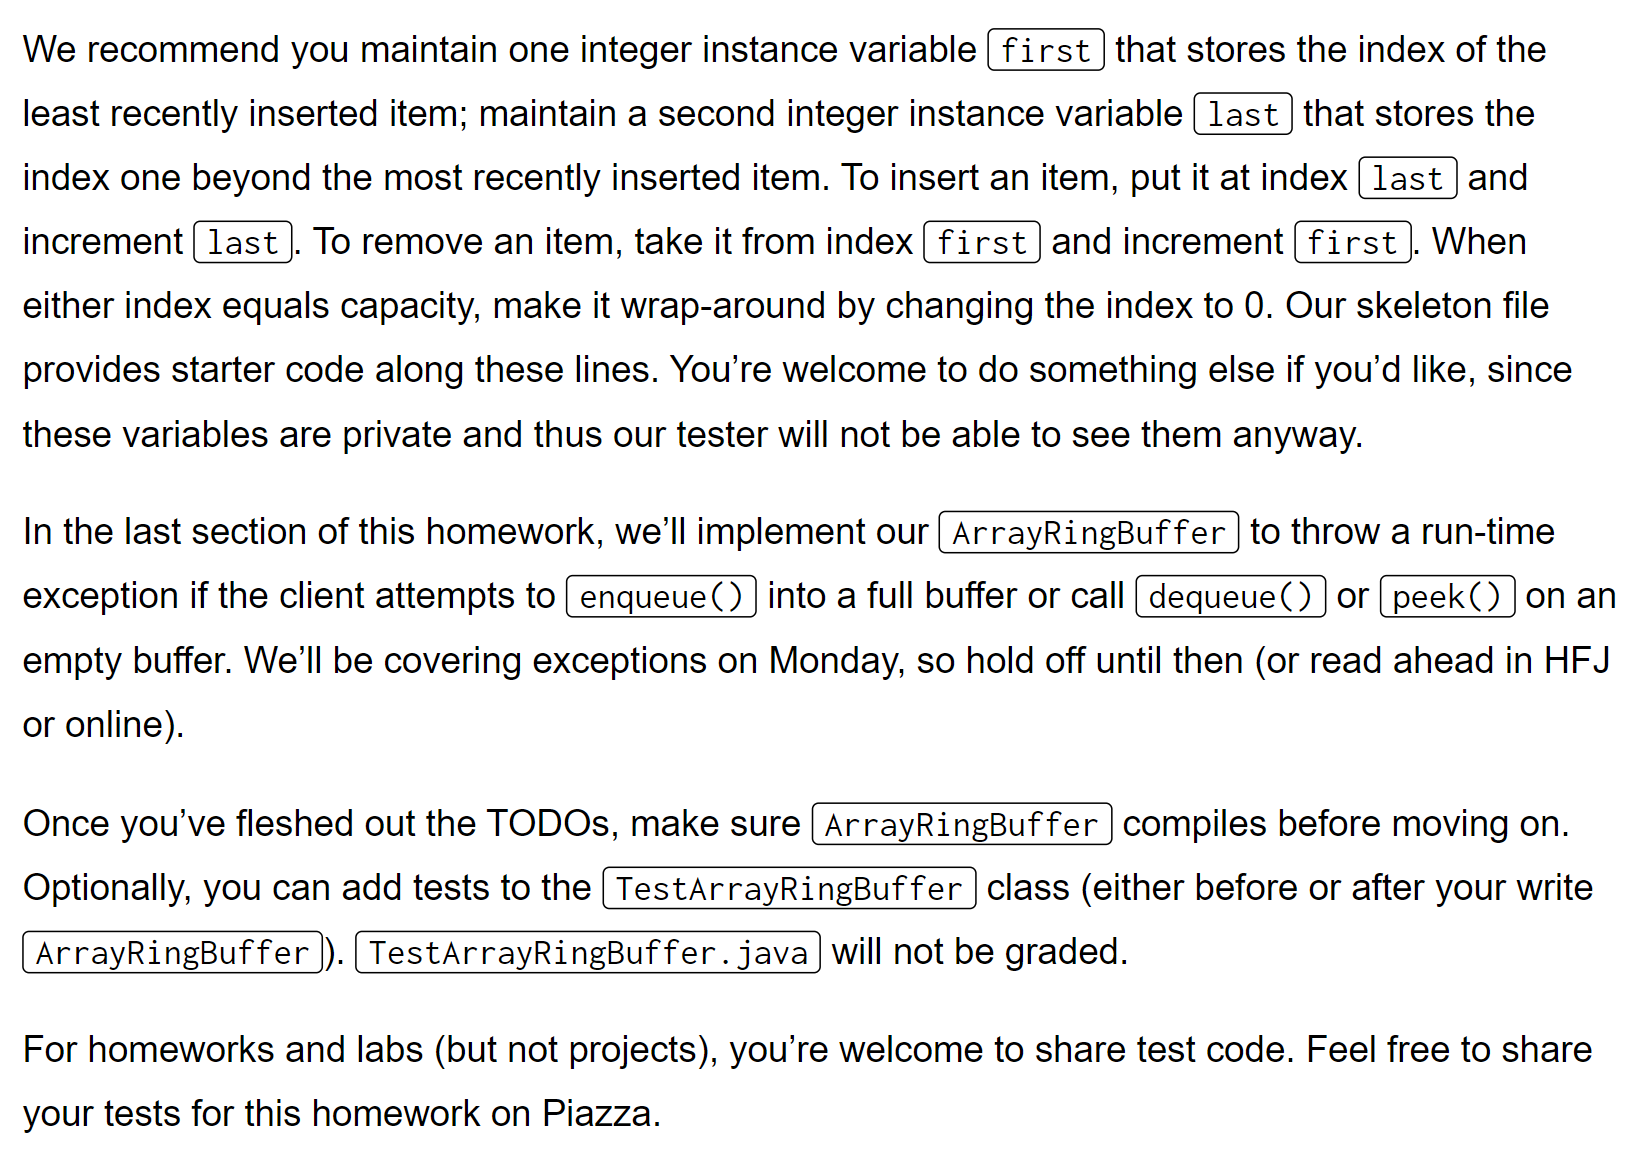 We recommend you maintain one integer instance variable first that stores the index of the
least recently inserted item; maintain a second integer instance variable last that stores the
index one beyond the most recently inserted item. To insert an item, put it at index last and
increment last. To remove an item, take it from index first and increment first. When
either index equals capacity, make it wrap-around by changing the index to 0. Our skeleton file
provides starter code along these lines. You’re welcome to do something else if you’d like, since
these variables are private and thus our tester will not be able to see them anyway.
In the last section of this homework, we’ll implement our ArrayRingBuffer to throw a run-time
exception if the client attempts to enqueue() into a full buffer or call dequeue() or peek() on an
empty buffer. We’ll be covering exceptions on Monday, so hold off until then (or read ahead in HFJ
or online).
Once you’ve fleshed out the TODOs, make sure ArrayRingBuffer compiles before moving on.
Optionally, you can add tests to the TestArrayRingBuffer class (either before or after your write
ArrayRingBuffer). TestArrayRingBuffer.java will not be graded.
For homeworks and labs (but not projects), you’re welcome to share test code. Feel free to share
your tests for this homework on Piazza.